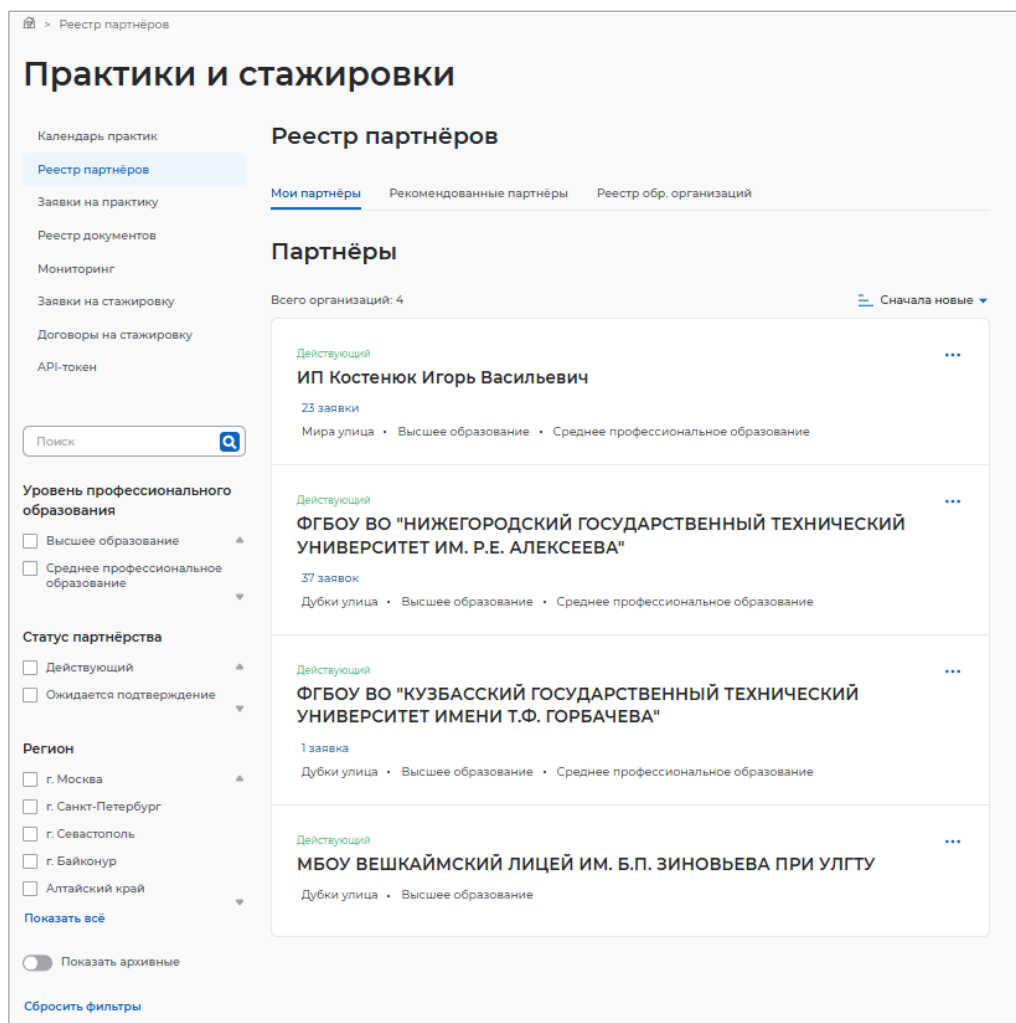 > Реестр партнёров
Практики и стажировки
Календарь практик
Реестр партнёров
Заявки на практику
Реестр документов
Мониторинг
Заявки на стажировку
Договоры на стажировку
API-токен
Поиск
Уровень профессионального
образования
Высшее образование
Среднее профессиональное
образование
Статус партнёрства
Действующий
Ожидается подтверждение
Регион
г. Москва
г. Санкт-Петербург
г. Севастополь
г. Байконур
Алтайский край
Показать всё
Показать архивные
Сбросить фильтры
Реестр партнёров
Мои партнёры Рекомендованные партнёры Реестр обр. организаций
Партнёры
Всего организаций: 4 Сначала новые
Действующий
ИП Костенюк Игорь Васильевич
23 заявки
Мира улица • Высшее образование • Среднее профессиональное образование
Действующий
ФГБОУ ВО "НИЖЕГОРОДСКИЙ ГОСУДАРСТВЕННЫЙ ТЕХНИЧЕСКИЙ
УНИВЕРСИТЕТ ИМ. Р.Е. АЛЕКСЕЕВА"
37 заявок
Дубки улица • Высшее образование • Среднее профессиональное образование
Действующий
ФГБОУ ВО "КУЗБАССКИЙ ГОСУДАРСТВЕННЫЙ ТЕХНИЧЕСКИЙ
УНИВЕРСИТЕТ ИМЕНИ Т.Ф. ГОРБАЧЕВА"
1 заявка
Дубки улица • Высшее образование • Среднее профессиональное образование
Действующий
МБОУ ВЕШКАЙМСКИЙ ЛИЦЕЙ ИМ. Б.П. ЗИНОВЬЕВА ПРИ УЛГТУ
Дубки улица • Высшее образование